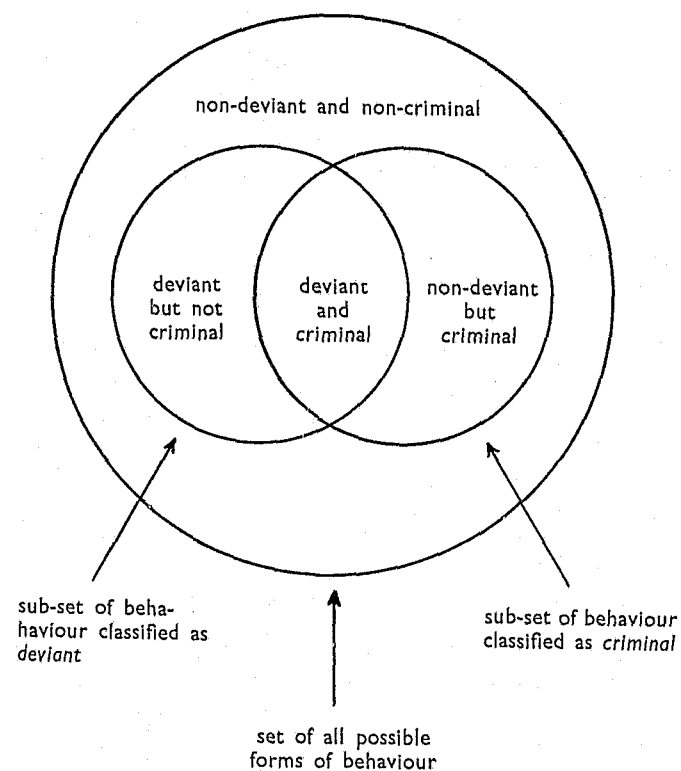 non-deviant and non-criminal
deviant
but not
criminal
deviant
and
criminal
non-deviant
but
criminal
sub-set of beha-
haviour classified as
deviant
sub-set of behaviour
classified as criminal
set of all possible
forms of behaviour